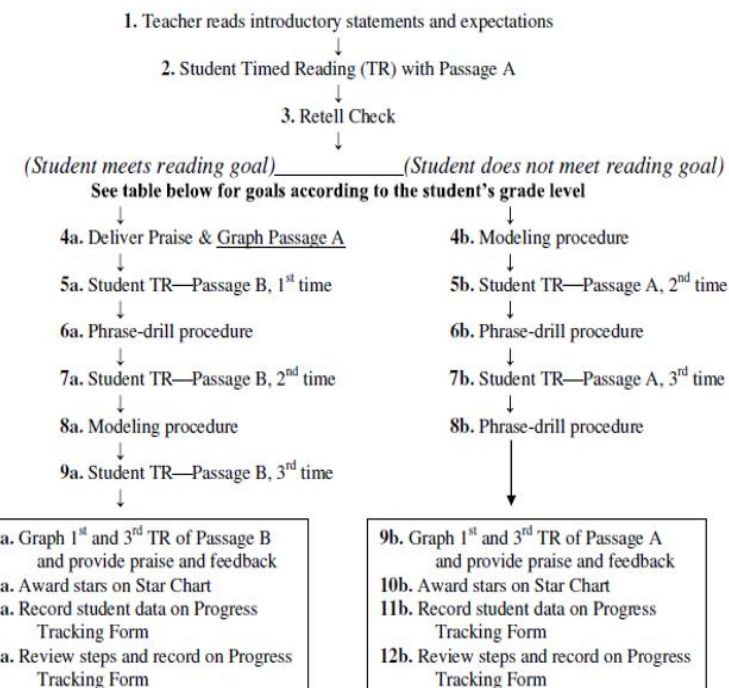 1. Teacher reads introductory statements and expectations
↓
2. Student Timed Reading (TR) with Passage A
↓
3. Retell Check
↓
(Student meets reading goal)____________(Student does not meet reading goal)
See table below for goals according to the student's grade level
↓ ↓
4a. Deliver Praise & Graph Passage A
↓
5a. Student TR—Passage B, 1st time
↓
6a. Phrase-drill procedure
↓
7a. Student TR—Passage B, 2nd time
↓
8a. Modeling procedure
↓
9a. Student TR—Passage B, 3rd time
↓
a. Graph 1st and 3rd TR of Passage B
and provide praise and feedback
a. Award stars on Star Chart
a. Record student data on Progress
Tracking Form
a. Review steps and record on Progress
Tracking Form
4b. Modeling procedure
↓
5b. Student TR—Passage A, 2nd time
↓
6b. Phrase-drill procedure
↓
7b. Student TR—Passage A, 3rd time
↓
8b. Phrase-drill procedure
↓
9b. Graph 1st and 3rd TR of Passage A
and provide praise and feedback
10b. Award stars on Star Chart
11b. Record student data on Progress
Tracking Form
12b. Review steps and record on Progress
Tracking Form